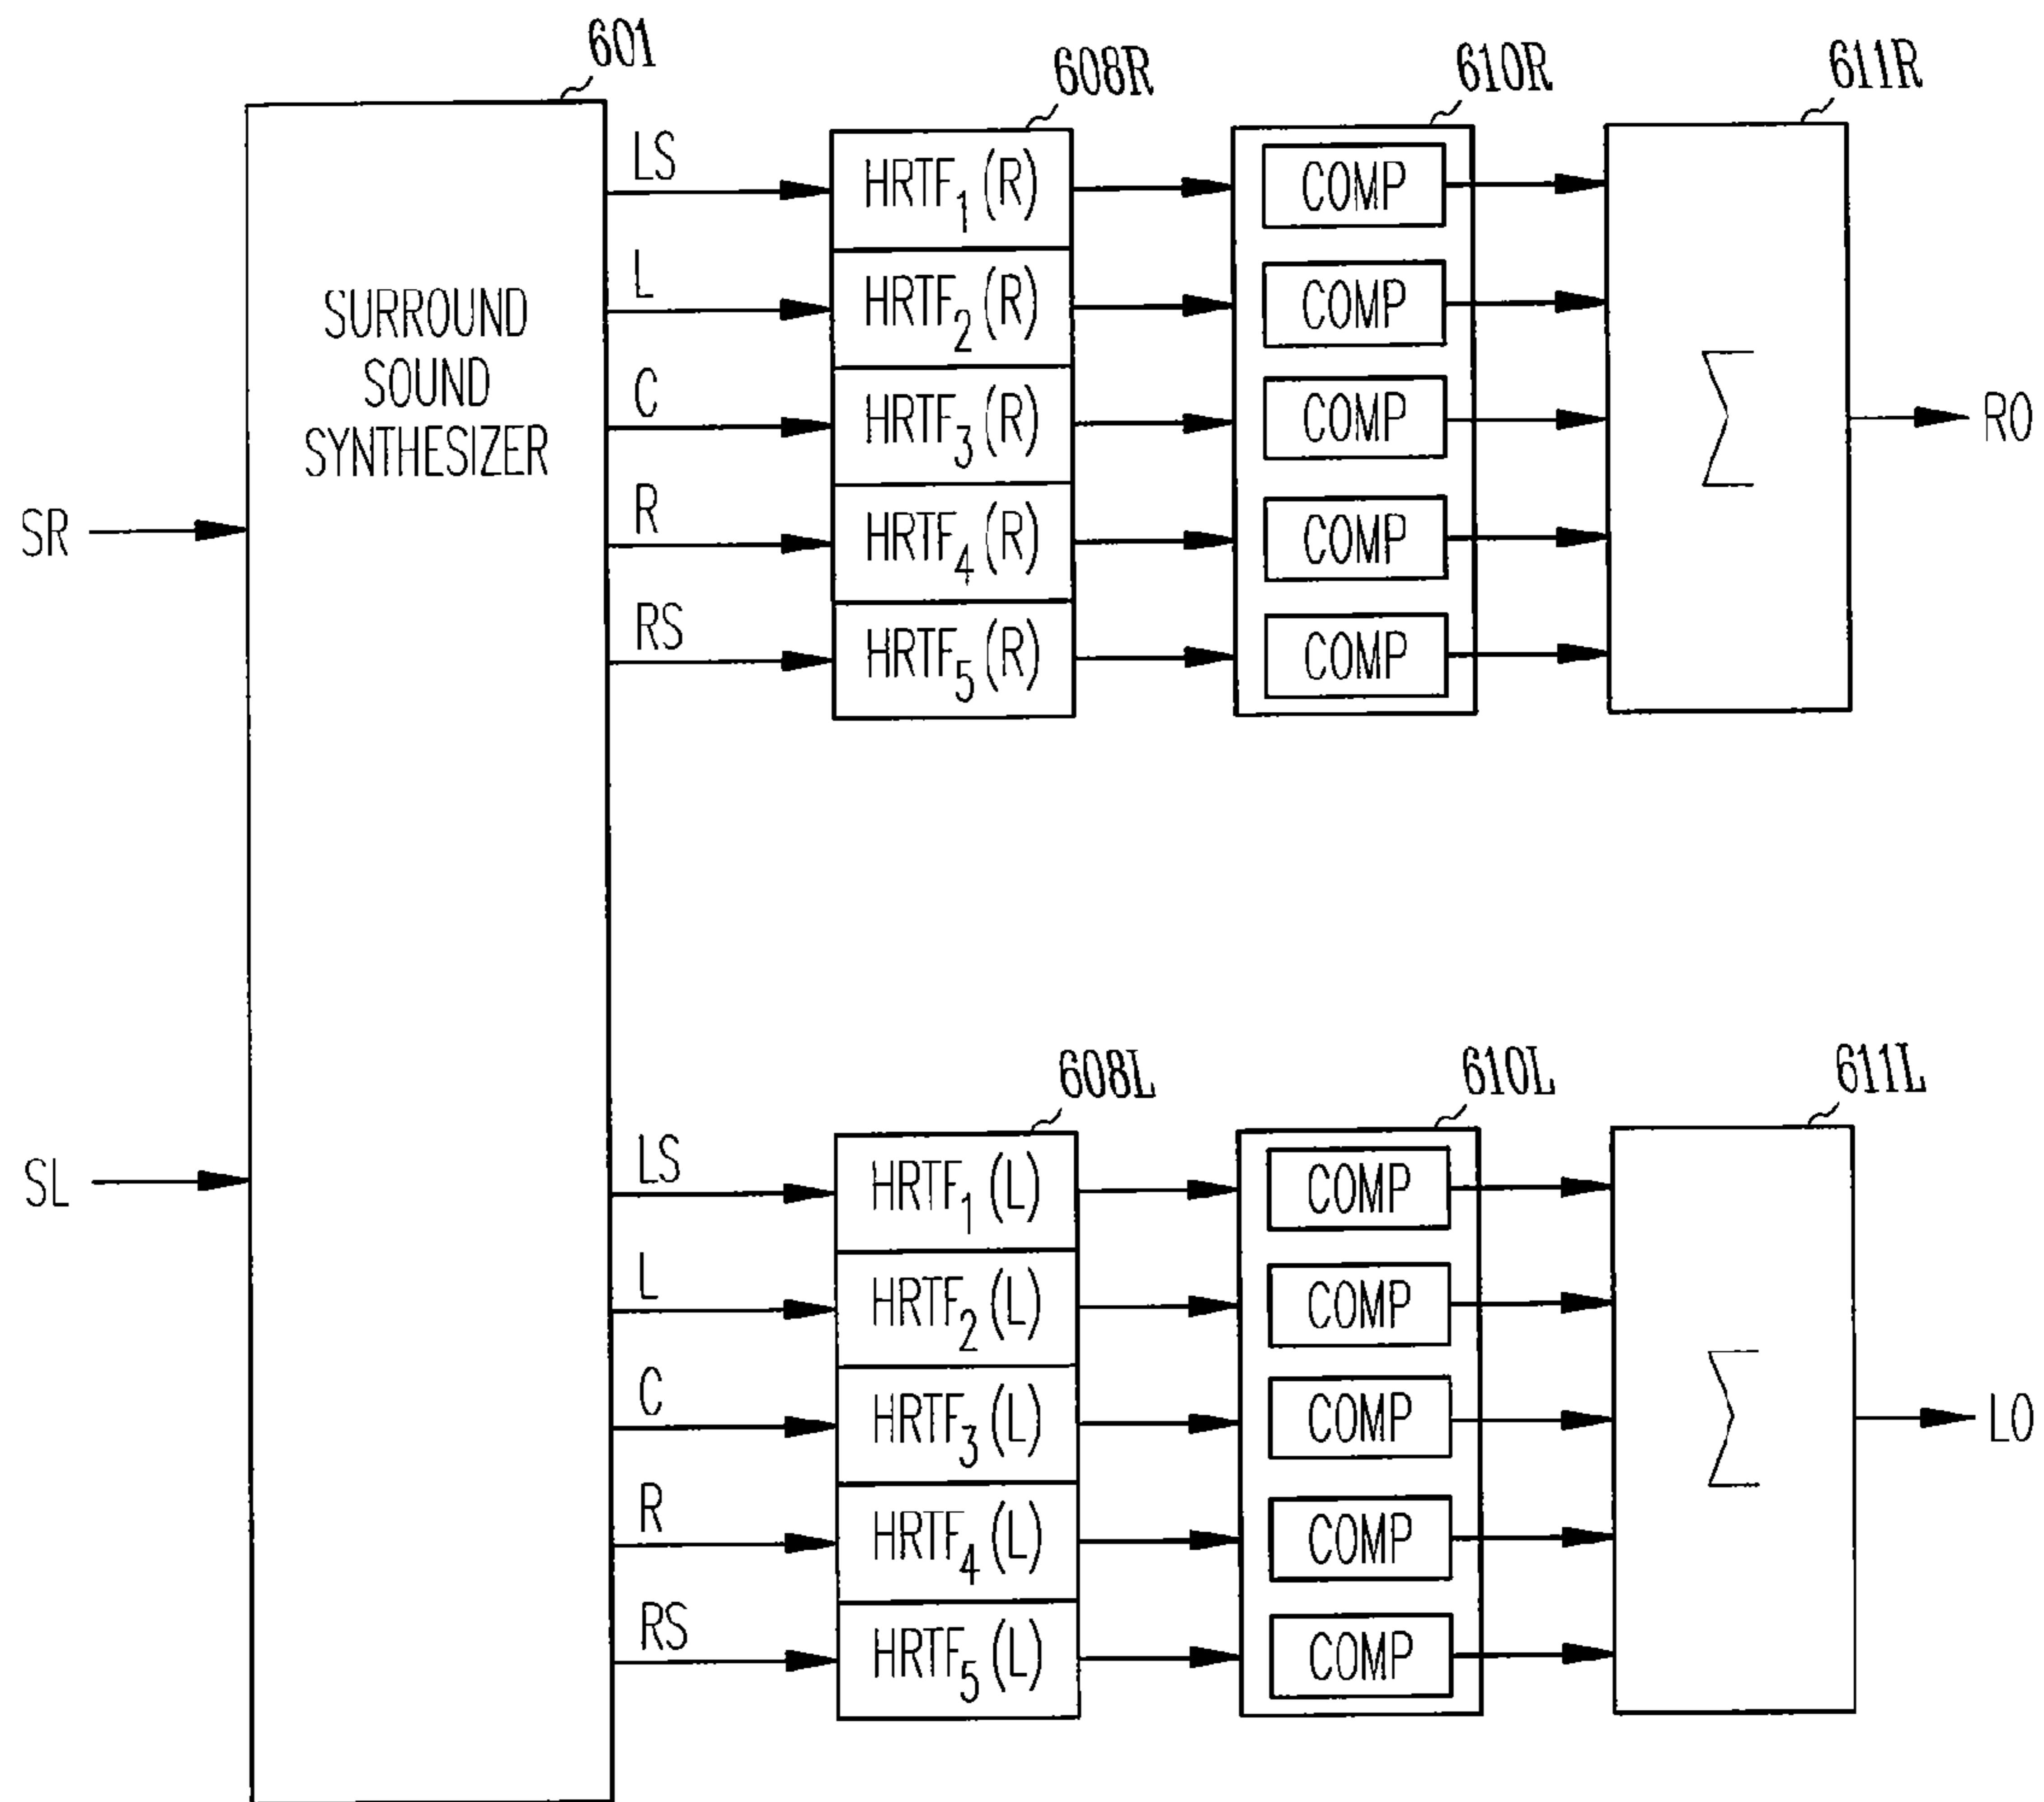 601
608R
610R
611R
SURROUND
SOUND
SYNTHESIZER
SR
SL
LS
L
C
R
RS
HRTF1(R)
HRTF2(R)
HRTF3(R)
HRTF4(R)
HRTF5(R)
COMP
COMP
COMP
COMP
COMP
∑
RO
608L
610L
611L
LS
L
C
R
RS
HRTF1(L)
HRTF2(L)
HRTF3(L)
HRTF4(L)
HRTF5(L)
COMP
COMP
COMP
COMP
COMP
∑
LO